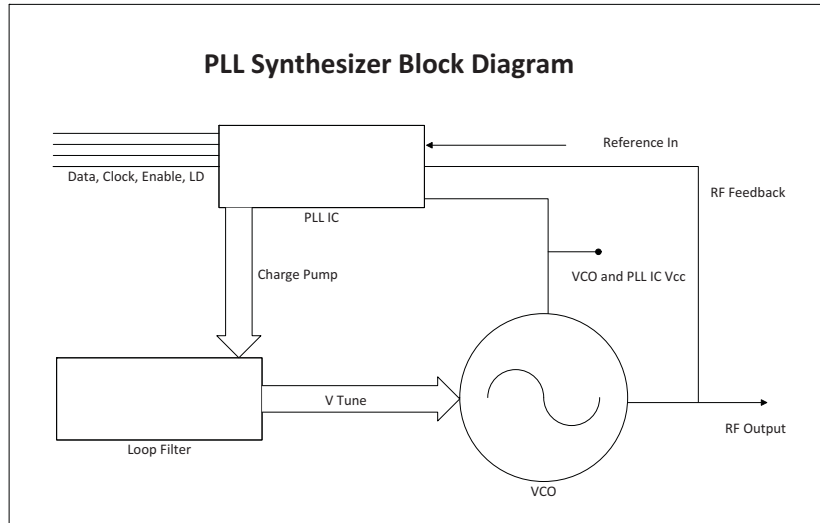 PLL Synthesizer Block Diagram
Reference In
Data, Clock, Enable, LD
RF Feedback
PLL IC
Charge Pump
VCO and PLL IC Vcc
V Tune
RF Output
Loop Filter
VCO